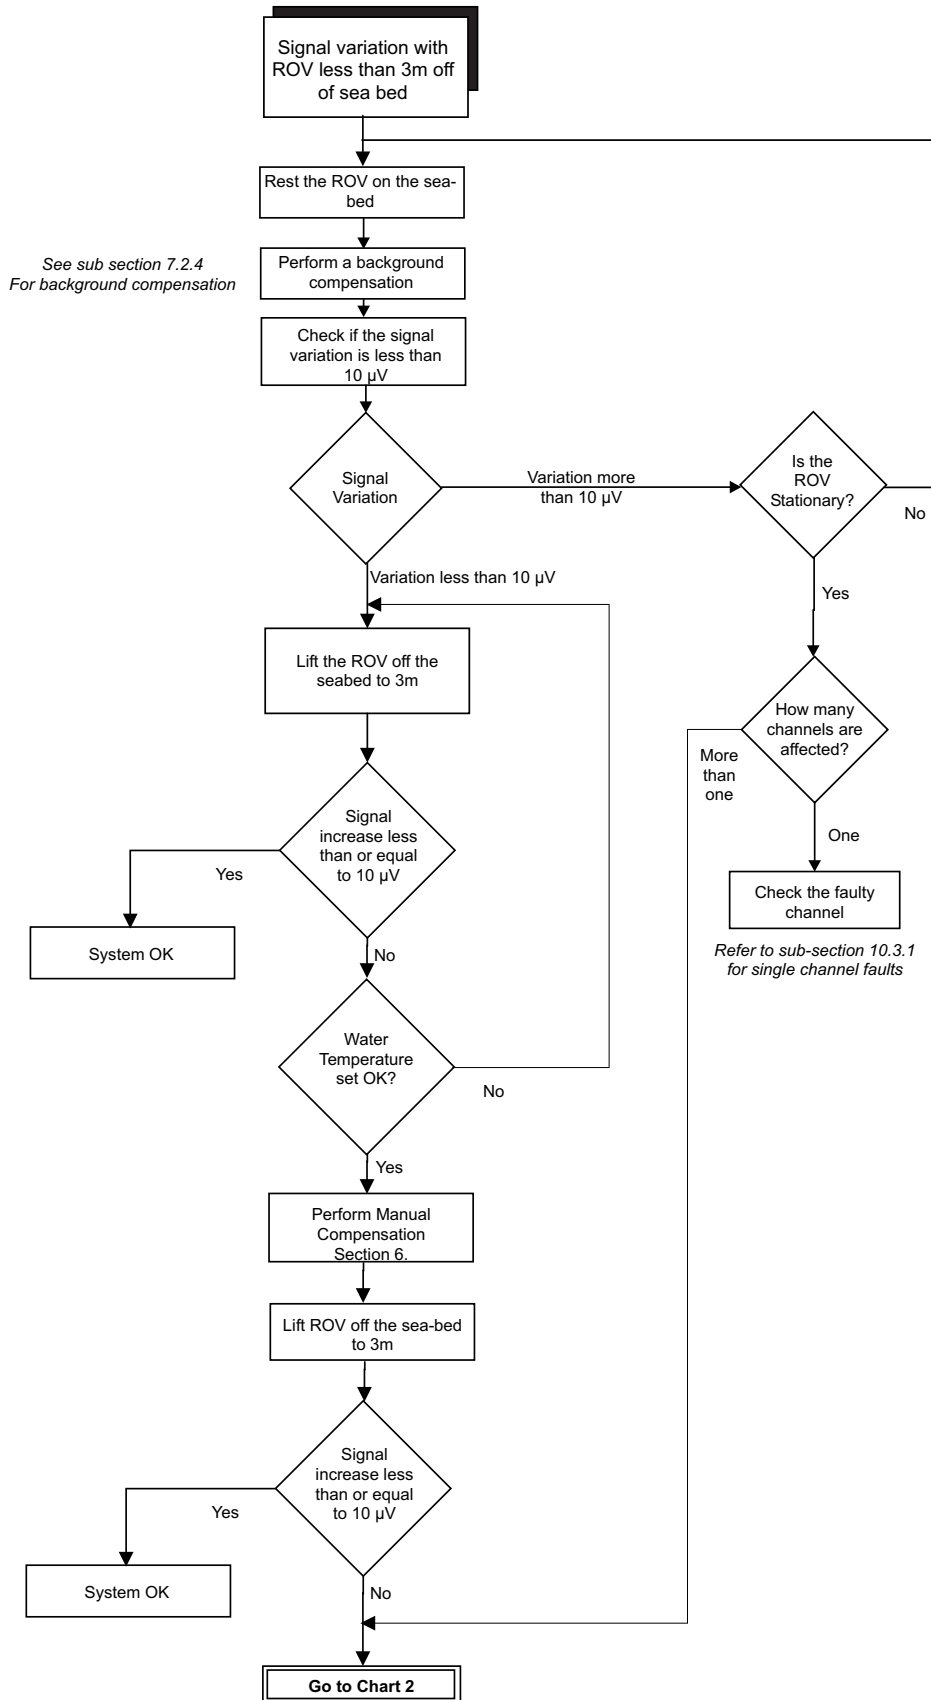 Signal variation with
ROV less than 3m off
of sea bed
Rest the ROV on the sea-
bed
See sub section 7.2.4
For background compensation
Perform a background
compensation
Check if the signal
variation is less than
10 µV
Signal
Variation
Variation more
than 10 µV
Is the
ROV
Stationary?
No
Variation less than 10 µV
Yes
Lift the ROV off the
seabed to 3m
How many
channels are
affected?
More
than
one
One
Signal
increase less
than or equal
to 10 µV
Yes
Check the faulty
channel
System OK
No
Refer to sub-section 10.3.1
for single channel faults
Water
Temperature
set OK?
No
Yes
Perform Manual
Compensation
Section 6.
Lift ROV off the sea-bed
to 3m
Signal
increase less
than or equal
to 10 µV
Yes
System OK
No
Go to Chart 2